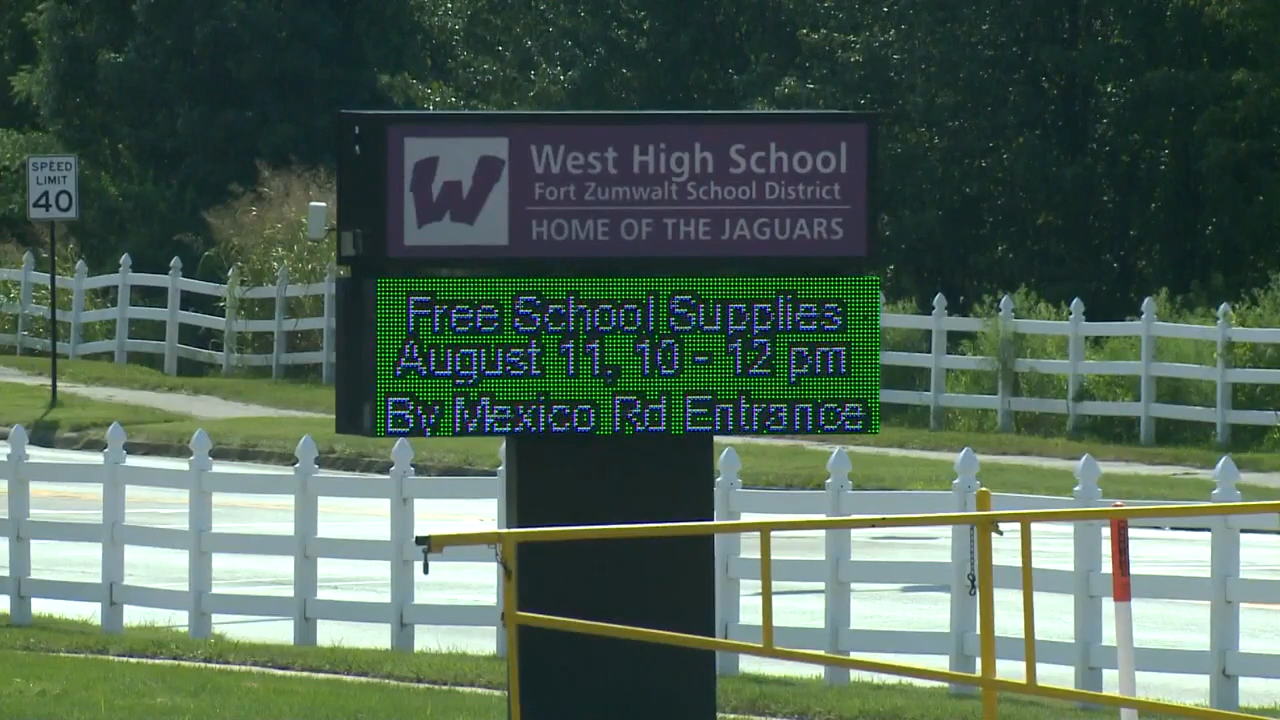 SPEED
LIMIT
40
W
West High School
Fort Zumwalt School District
HOME OF THE JAGUARS
Free School Supplies
August 11, 10 - 12 pm
By Mexico Rd Entrance